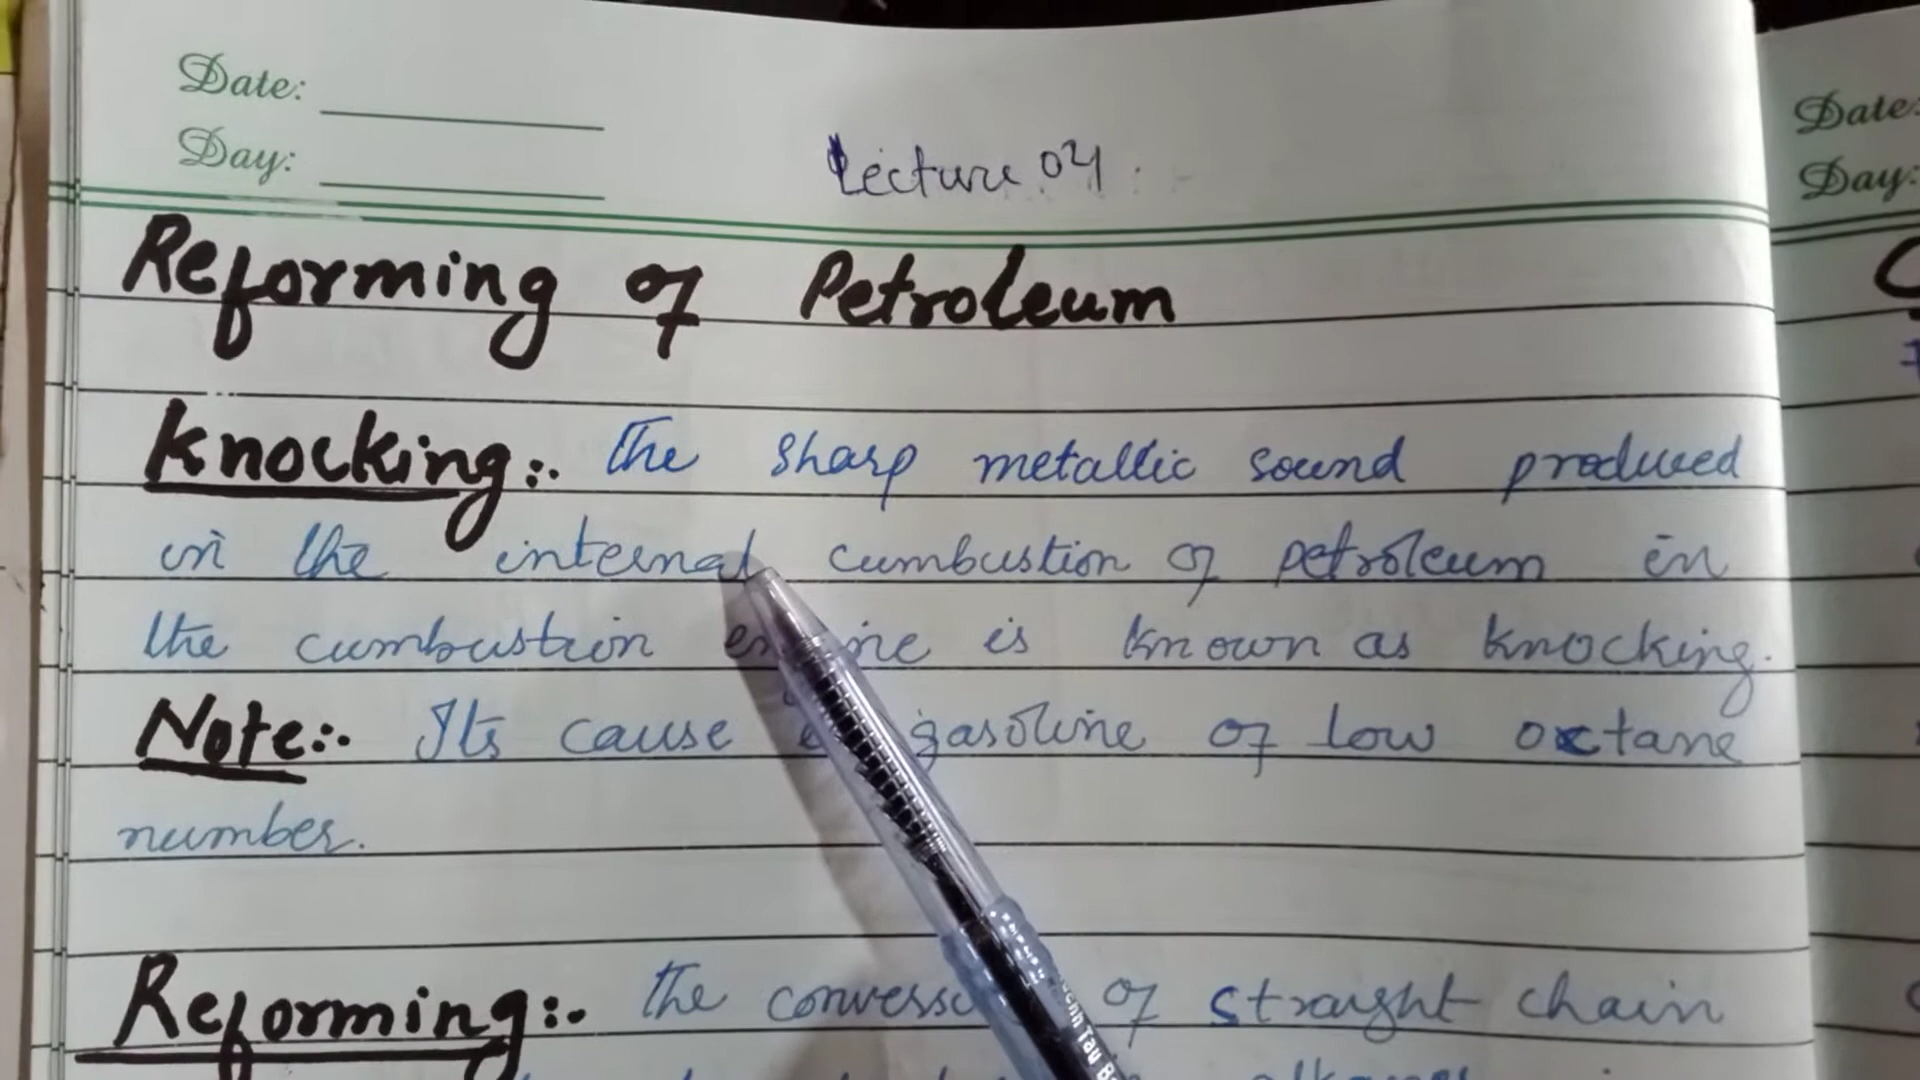 Date:
Day:
Lecture 04
Reforming of Petroleum
Knocking:. The sharp metallic sound produced
in the internal cumbustion of petroleum in
the cumbustion is known as knocking.
Note:. Its cause gasoline of low octane
number.
Reforming:. The of straight chain
Date:
Day: